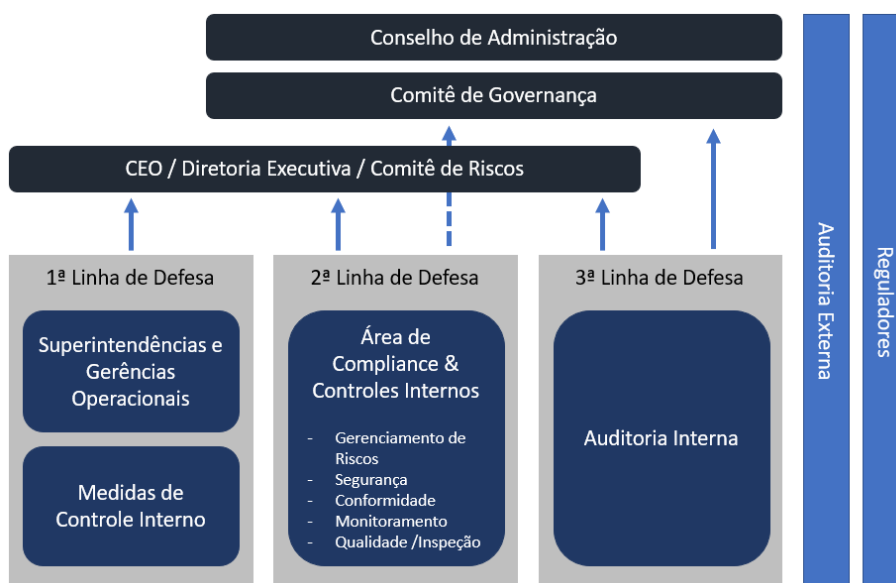 Conselho de Administração
Comitê de Governança
CEO / Diretoria Executiva / Comitê de Riscos
1ª Linha de Defesa
Superintendências e
Gerências
Operacionais
Medidas de
Controle Interno
2ª Linha de Defesa
Área de
Compliance &
Controles Internos
- Gerenciamento de
Riscos
- Segurança
- Conformidade
- Monitoramento
- Qualidade /Inspeção
3ª Linha de Defesa
Auditoria Interna
Auditoria Externa
Reguladores